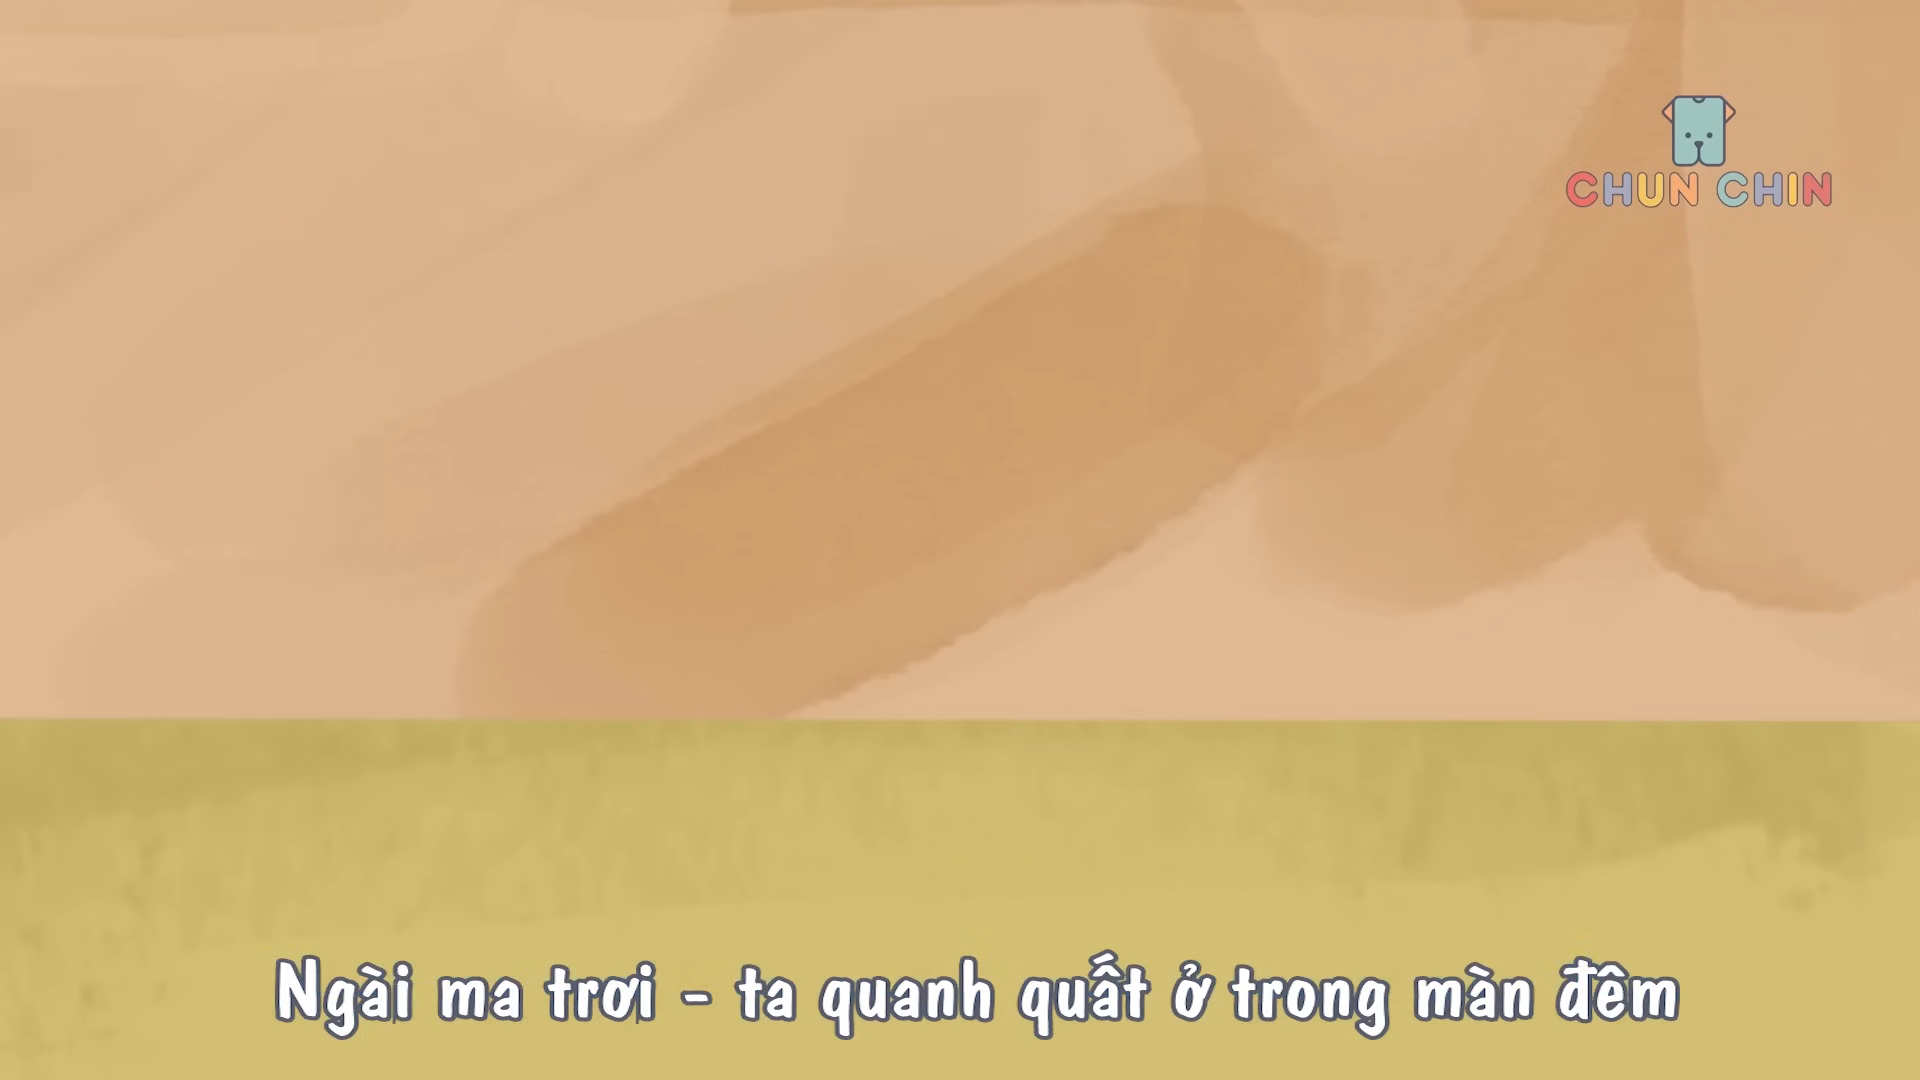 CHUN CHIN
Ngài ma trơi - ta quanh quất ở trong màn đêm